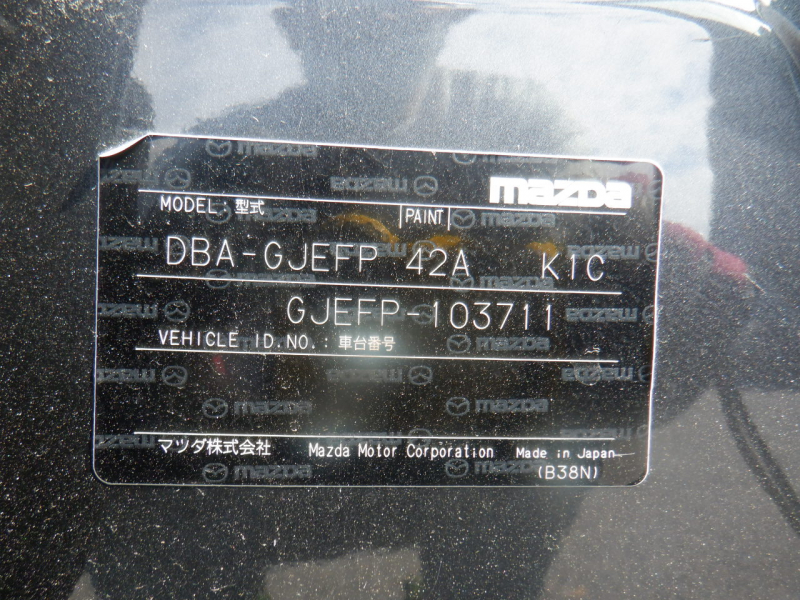 mazda
MODEL: 型式 PAINT
DBA-GJEFP 42A K1C
GJEFP-103711
VEHICLE ID.NO.: 車台番号
マツダ株式会社 Mazda Motor Corporation Made in Japan
(B38N)